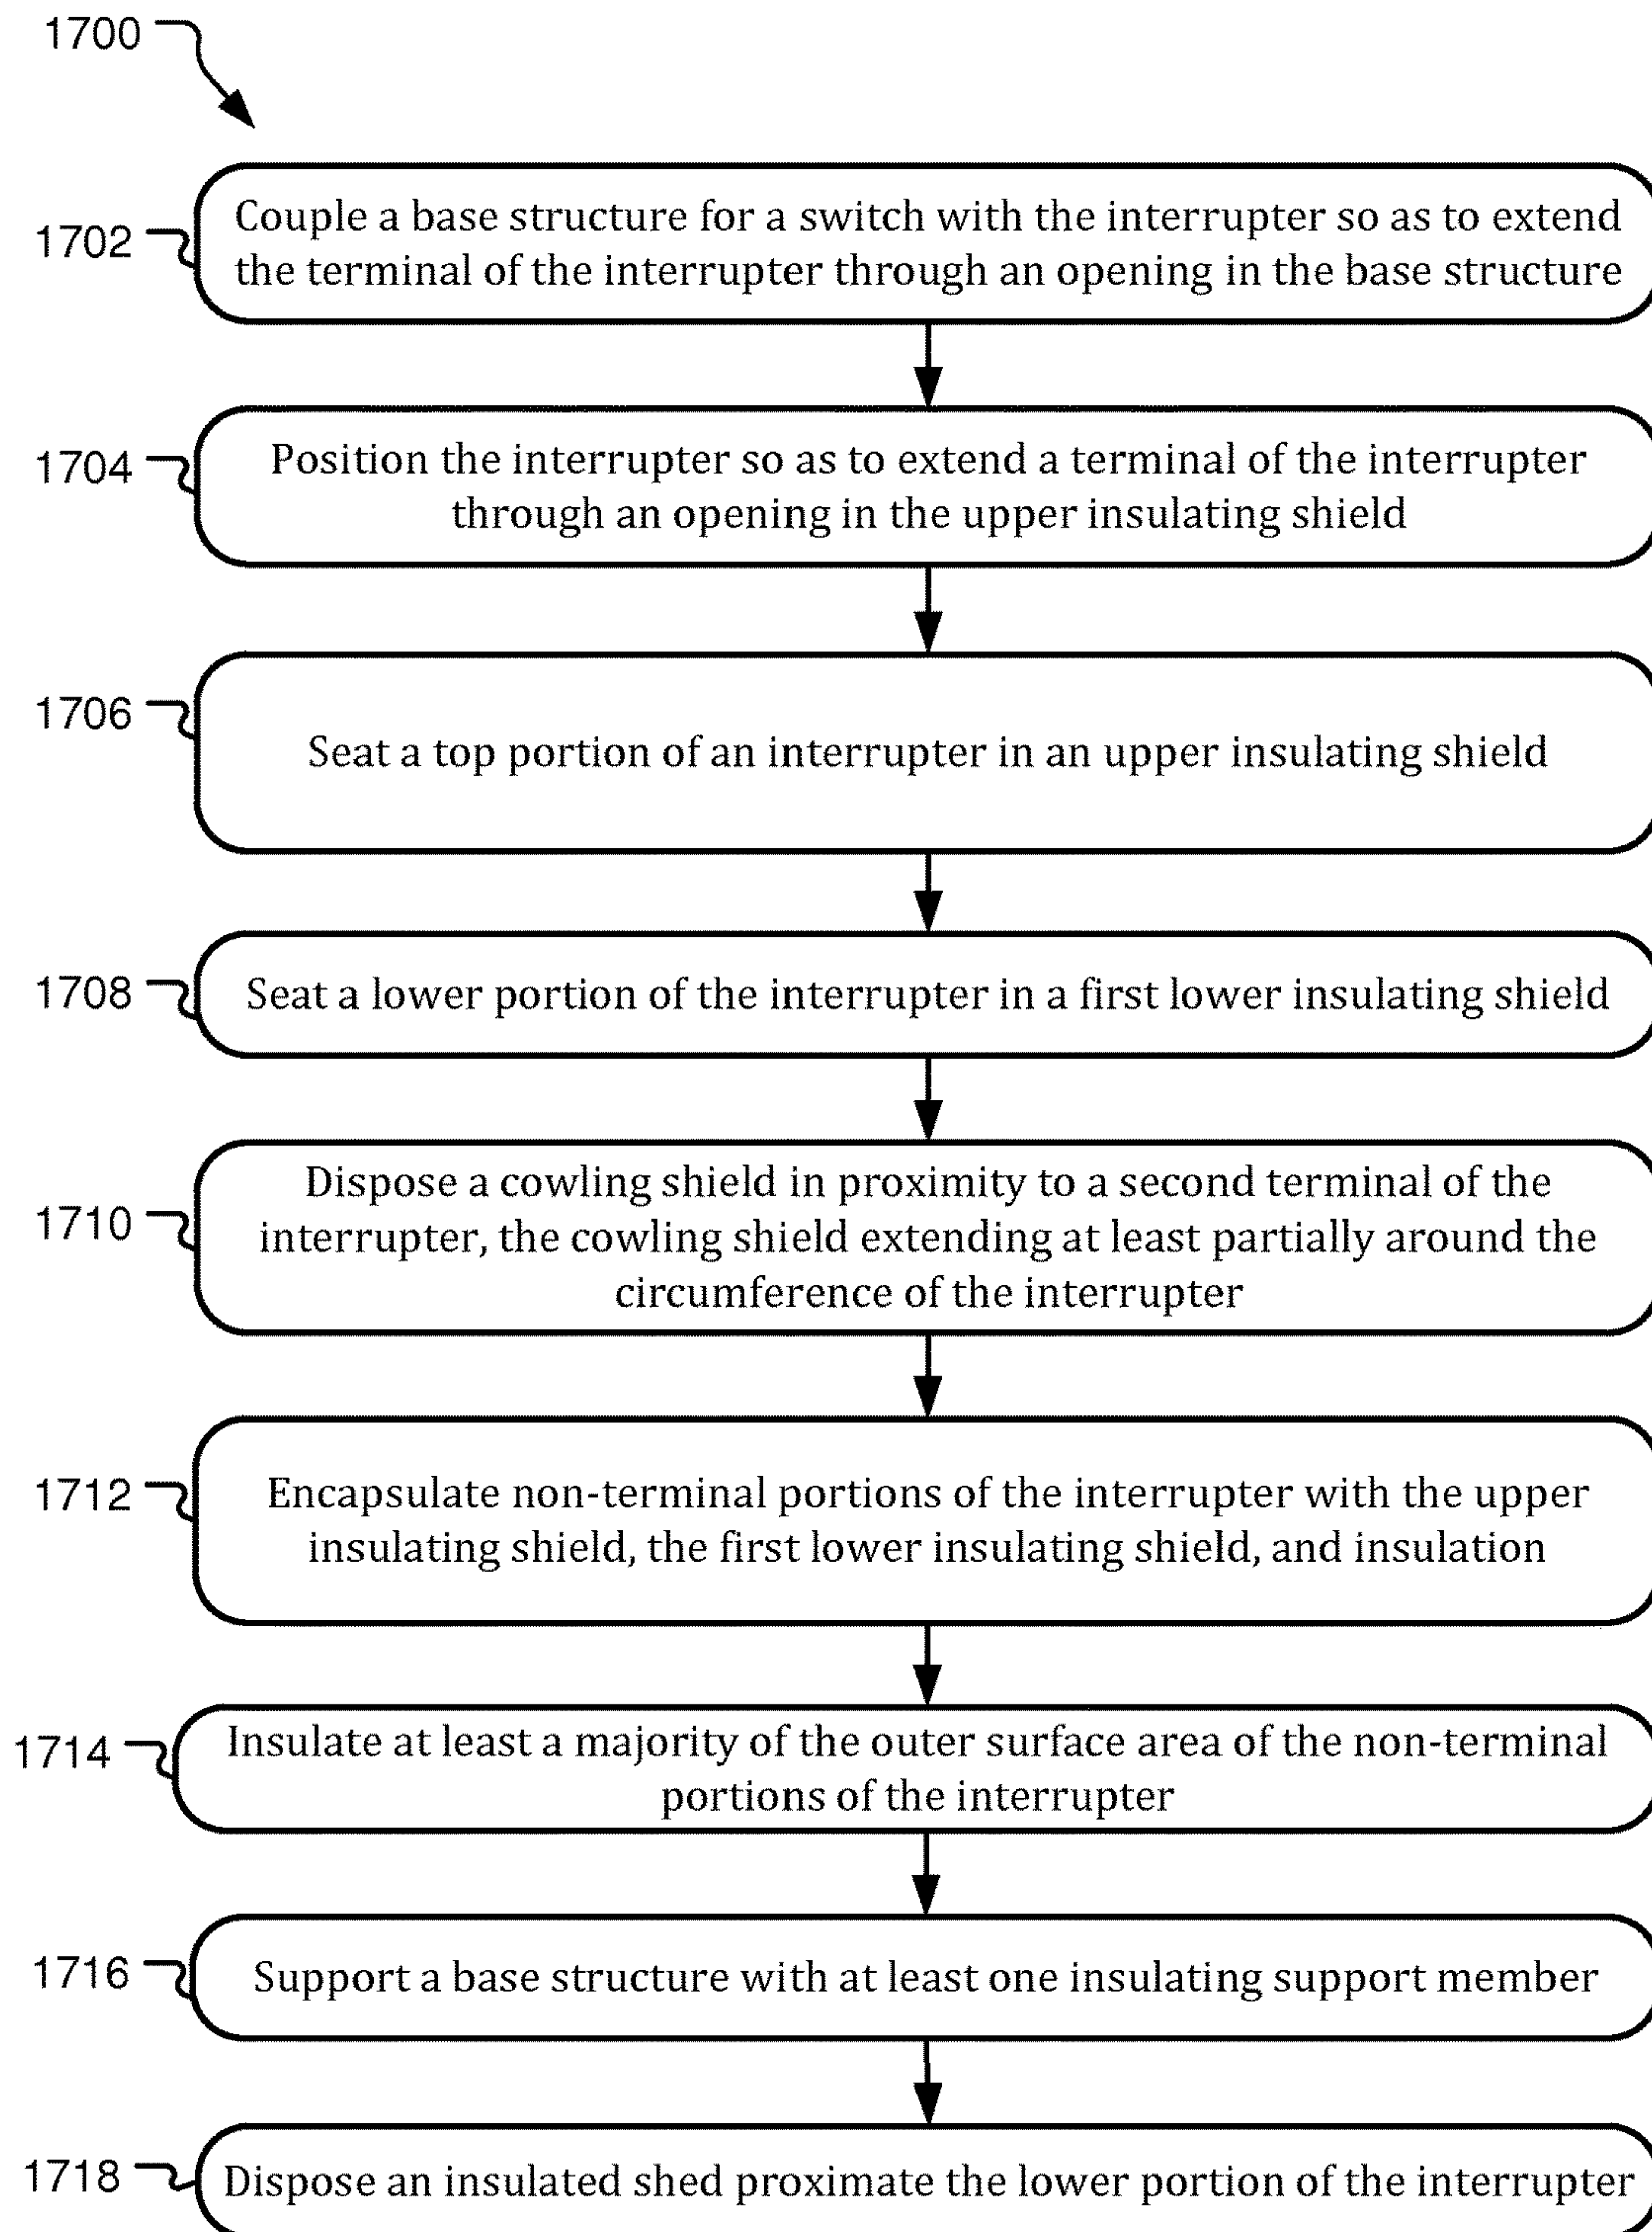 1700
1702
Couple a base structure for a switch with the interrupter so as to extend
the terminal of the interrupter through an opening in the base structure
1704
Position the interrupter so as to extend a terminal of the interrupter
through an opening in the upper insulating shield
1706
Seat a top portion of an interrupter in an upper insulating shield
1708
Seat a lower portion of the interrupter in a first lower insulating shield
1710
Dispose a cowling shield in proximity to a second terminal of the
interrupter, the cowling shield extending at least partially around the
circumference of the interrupter
1712
Encapsulate non-terminal portions of the interrupter with the upper
insulating shield, the first lower insulating shield, and insulation
1714
Insulate at least a majority of the outer surface area of the non-terminal
portions of the interrupter
1716
Support a base structure with at least one insulating support member
1718
Dispose an insulated shed proximate the lower portion of the interrupter